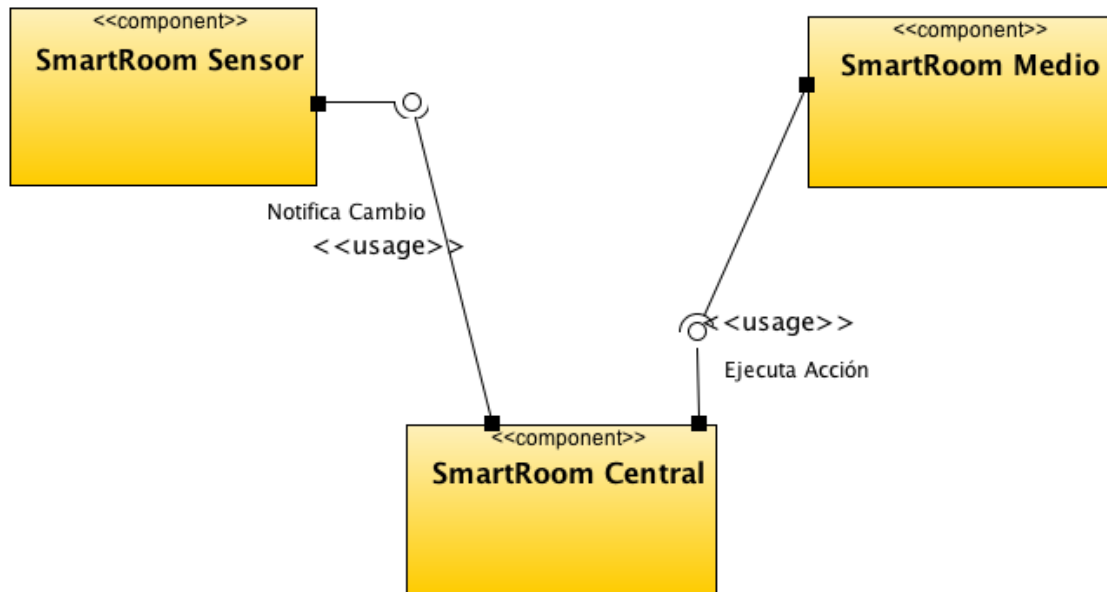 <<component>>
SmartRoom Sensor
<<component>>
SmartRoom Medio
Notifica Cambio
<<usage>>
<<usage>>
Ejecuta Acción
<<component>>
SmartRoom Central